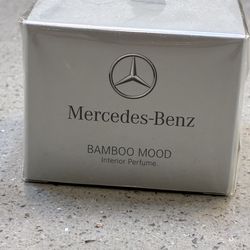 Mercedes-Benz
BAMBOO MOOD
Interior Perfume.